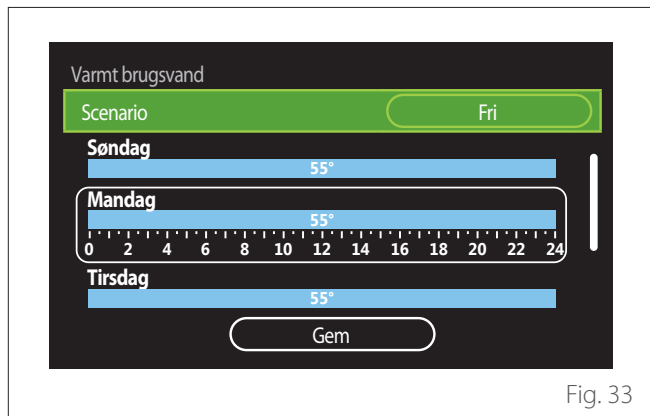 Varmt brugsvand
Scenario Fri
Søndag
55°
Mandag
55°
0 2 4 6 8 10 12 14 16 18 20 22 24
Tirsdag
55°
Gem
Fig. 33